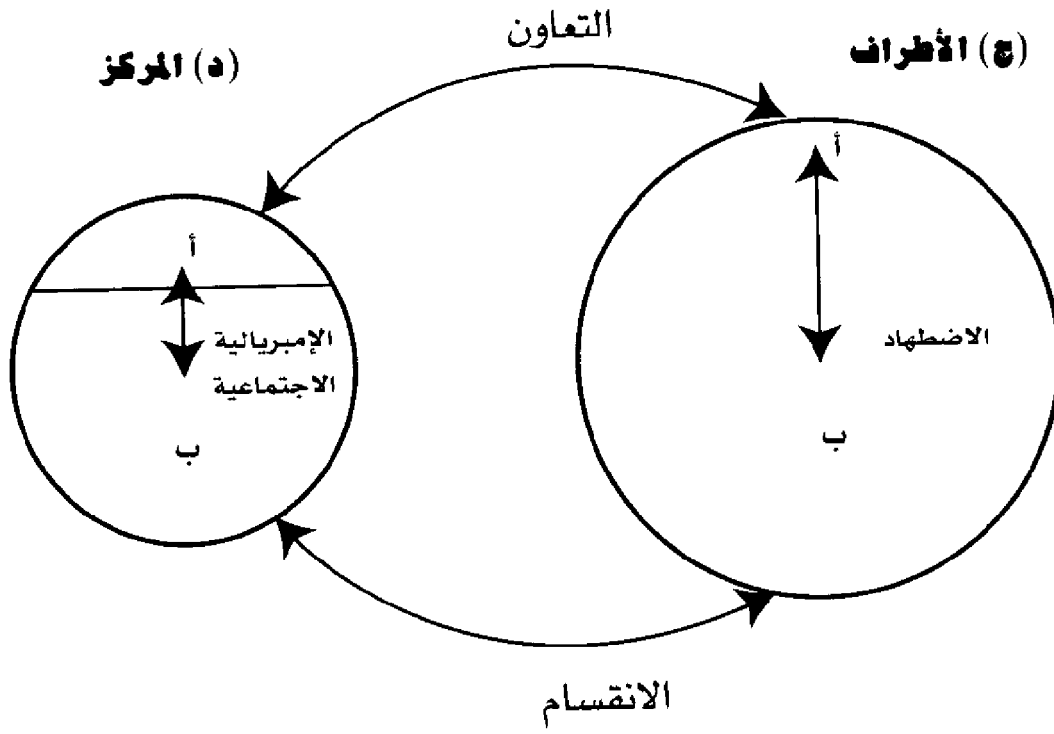 التعاون
(ج) الأطراف
(د) المركز
أ
أ
الاضطهاد
الإمبريالية
الاجتماعية
ب
ب
الانقسام